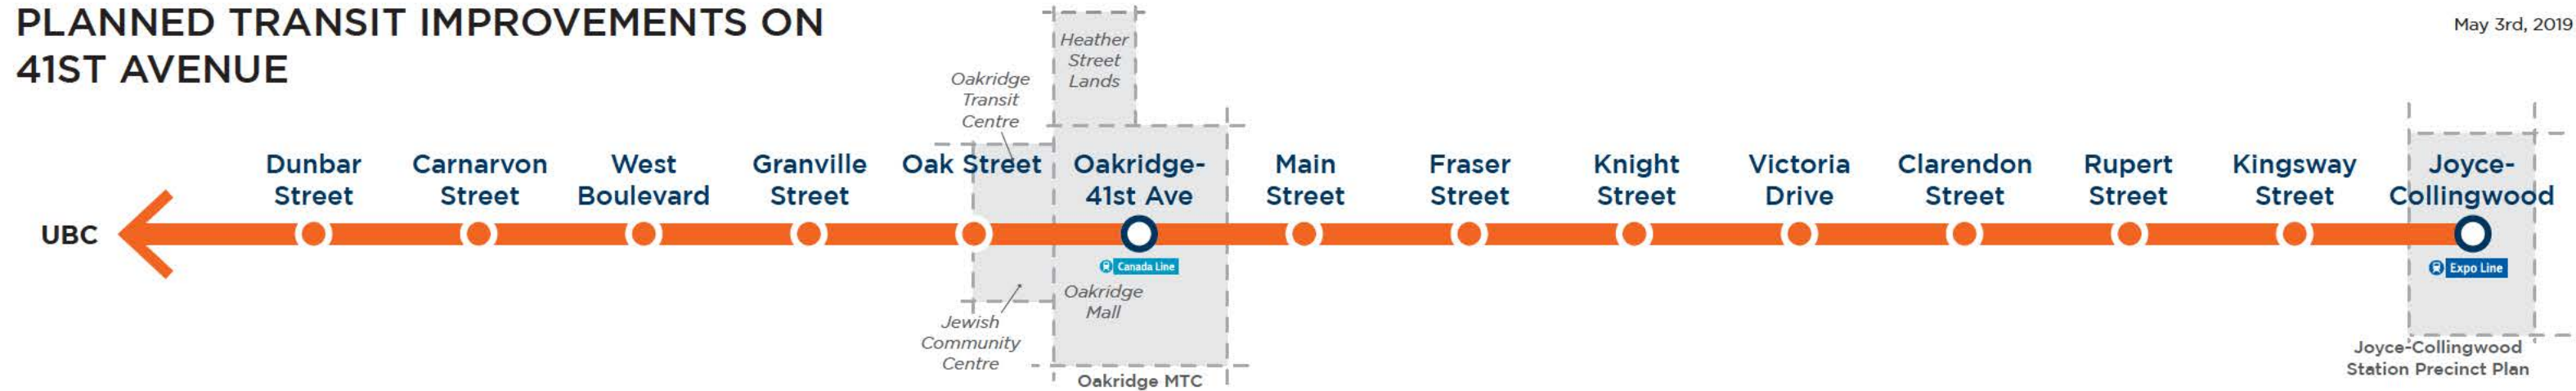 PLANNED TRANSIT IMPROVEMENTS ON
41ST AVENUE
May 3rd, 2019
Heather
Street
Lands
Oakridge
Transit
Centre
Dunbar
Street
Carnarvon
Street
West
Boulevard
Granville
Street
Oak Street
Oakridge-
41st Ave
Main
Street
Fraser
Street
Knight
Street
Victoria
Drive
Clarendon
Street
Rupert
Street
Kingsway
Street
Joyce-
Collingwood
UBC
Canada Line
Expo Line
Oakridge
Mall
Jewish
Community
Centre
Oakridge MTC
Joyce-Collingwood
Station Precinct Plan